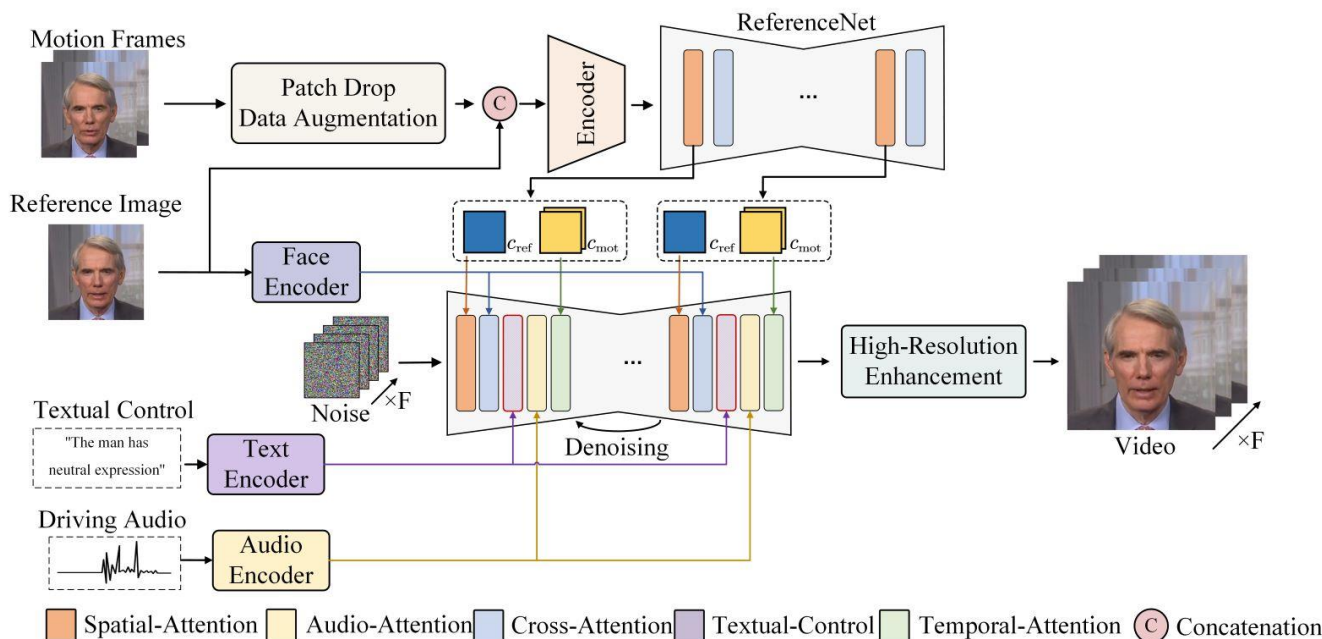 ReferenceNet
Motion Frames
Patch Drop
Data Augmentation
C
Encoder
...
Reference Image
Face
Encoder
c_ref
c_mot
c_ref
c_mot
Noise
×F
...
Denoising
High-Resolution
Enhancement
Video
×F
Textual Control
"The man has
neutral expression"
Text
Encoder
Driving Audio
Audio
Encoder
Spatial-Attention
Audio-Attention
Cross-Attention
Textual-Control
Temporal-Attention
C
Concatenation